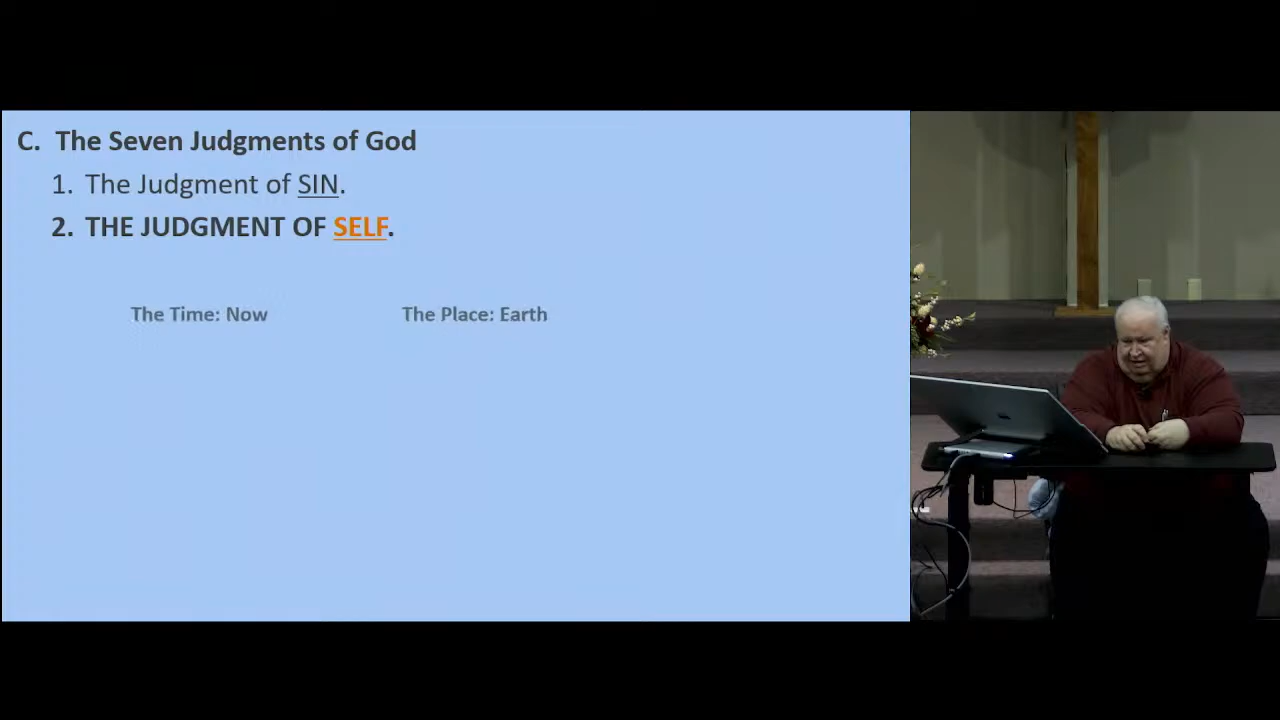 C. The Seven Judgments of God
1. The Judgment of SIN.
2. THE JUDGMENT OF SELF.
The Time: Now The Place: Earth